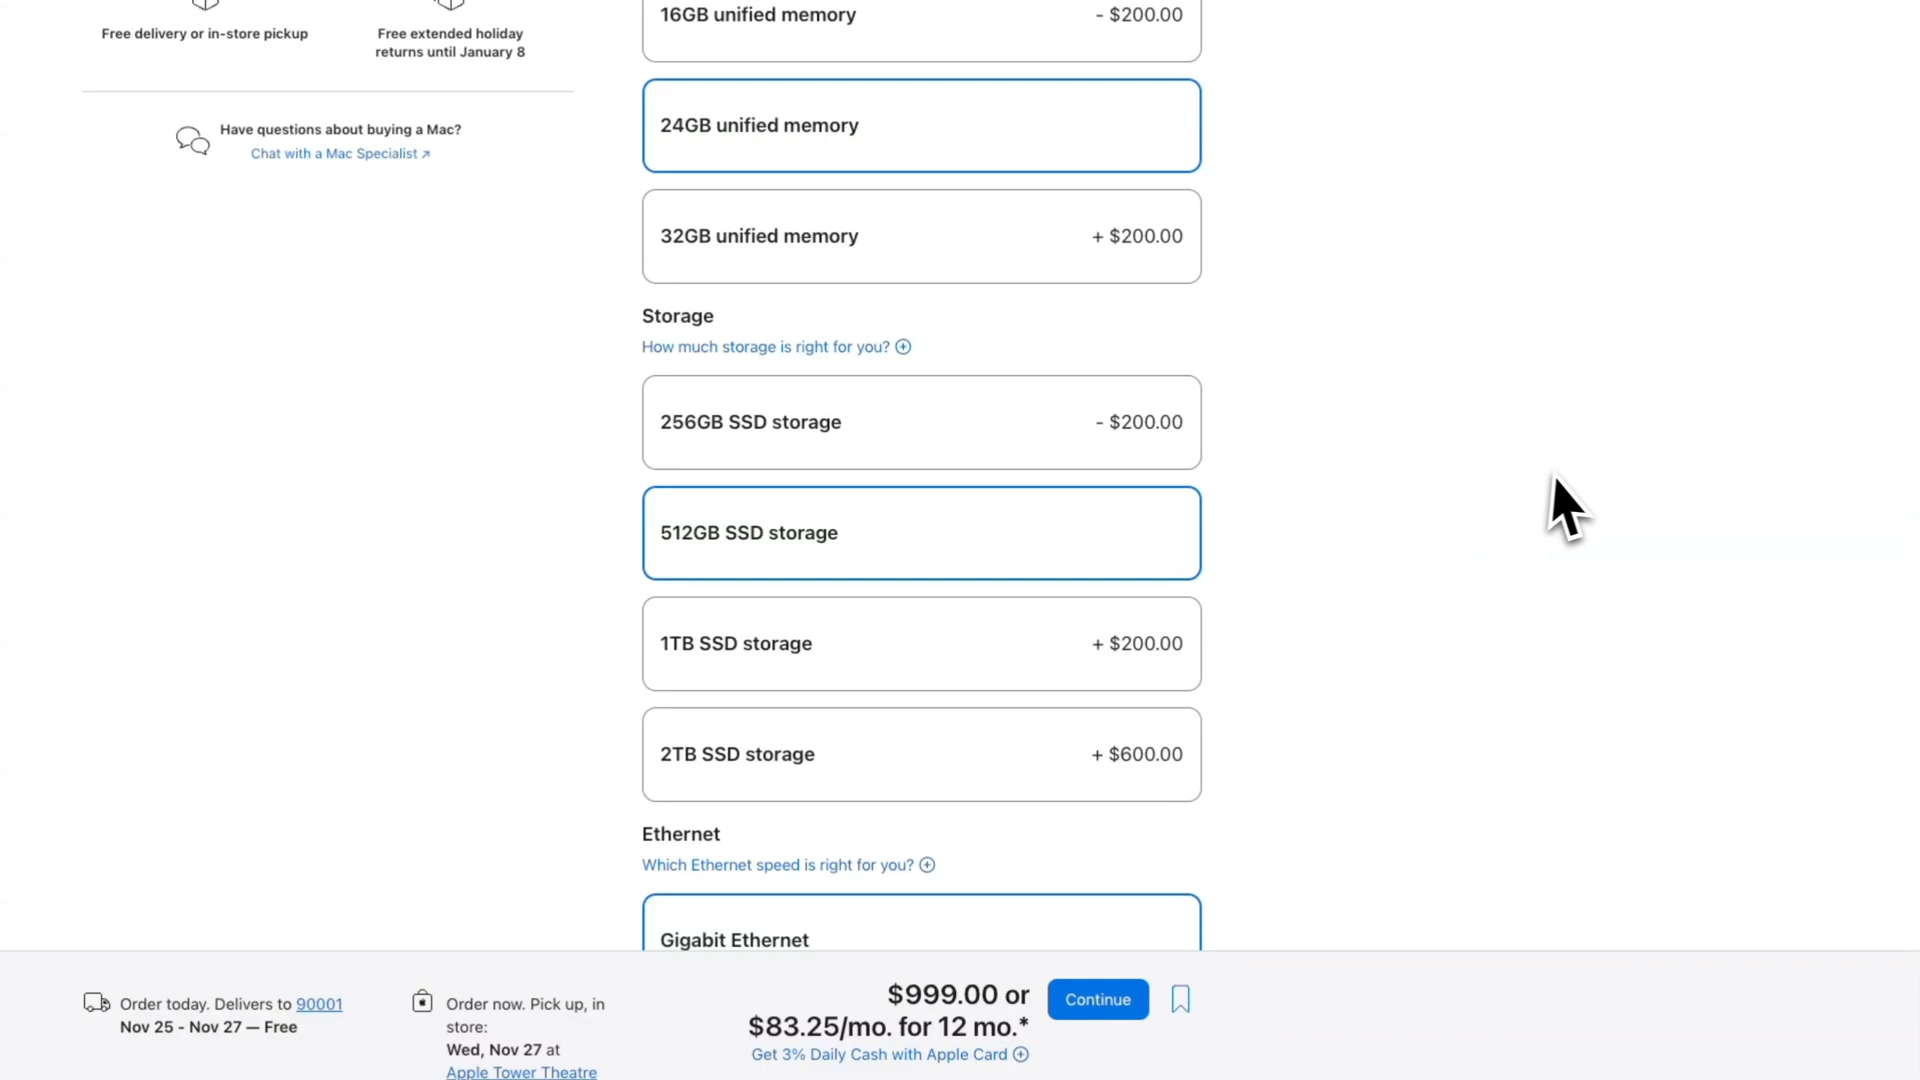 Free delivery or in-store pickup
Free extended holiday
returns until January 8
Have questions about buying a Mac?
Chat with a Mac Specialist ↗
16GB unified memory - $200.00
24GB unified memory
32GB unified memory + $200.00
Storage
How much storage is right for you?
256GB SSD storage - $200.00
512GB SSD storage
1TB SSD storage + $200.00
2TB SSD storage + $600.00
Ethernet
Which Ethernet speed is right for you?
Gigabit Ethernet
Order today. Delivers to 90001
Nov 25 - Nov 27 — Free
Order now. Pick up, in
store:
Wed, Nov 27 at
Apple Tower Theatre
$999.00 or
$83.25/mo. for 12 mo.*
Get 3% Daily Cash with Apple Card
Continue